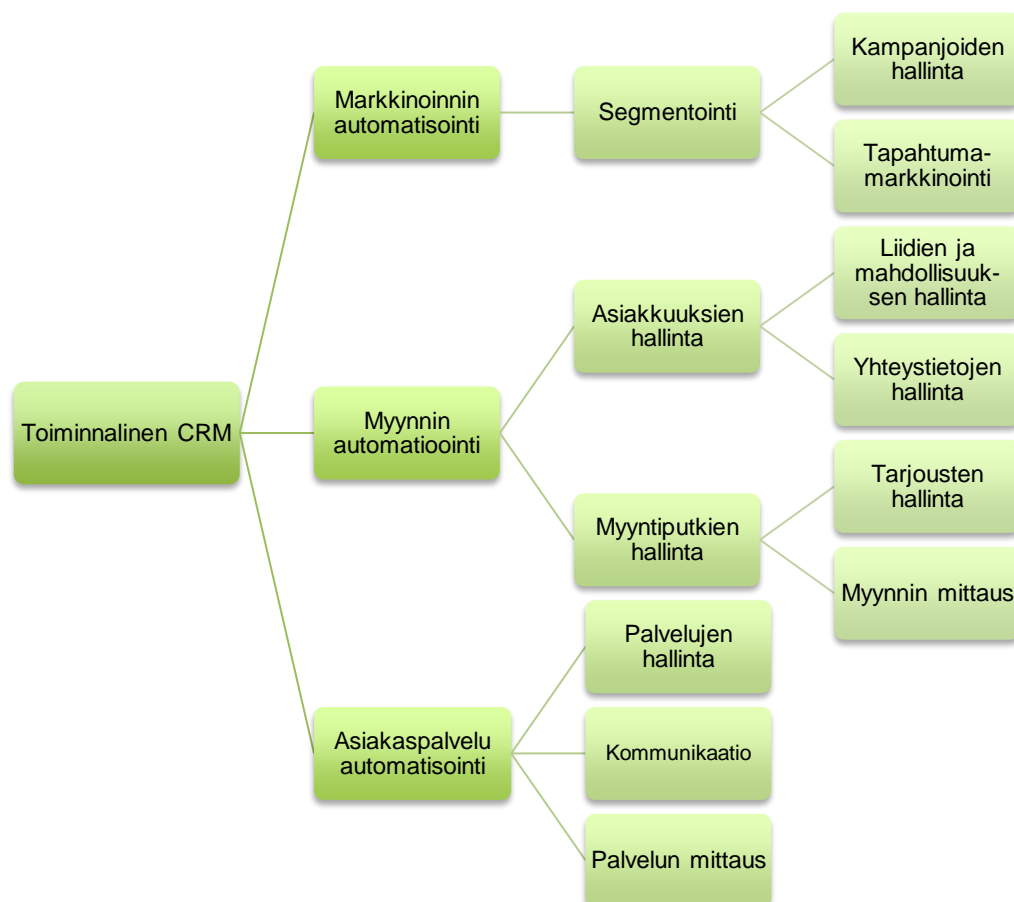 Kampanjoiden
hallinta
Markkinoinnin
automatisointi
Segmentointi
Tapahtuma-
markkinointi
Liidien ja
mahdollisuuk-
sen hallinta
Asiakkuuksien
hallinta
Yhteystietojen
hallinta
Toiminnalinen CRM
Myynnin
automatioointi
Tarjousten
hallinta
Myyntiputkien
hallinta
Myynnin mittaus
Palvelujen
hallinta
Asiakaspalvelu
automatisointi
Kommunikaatio
Palvelun mittaus